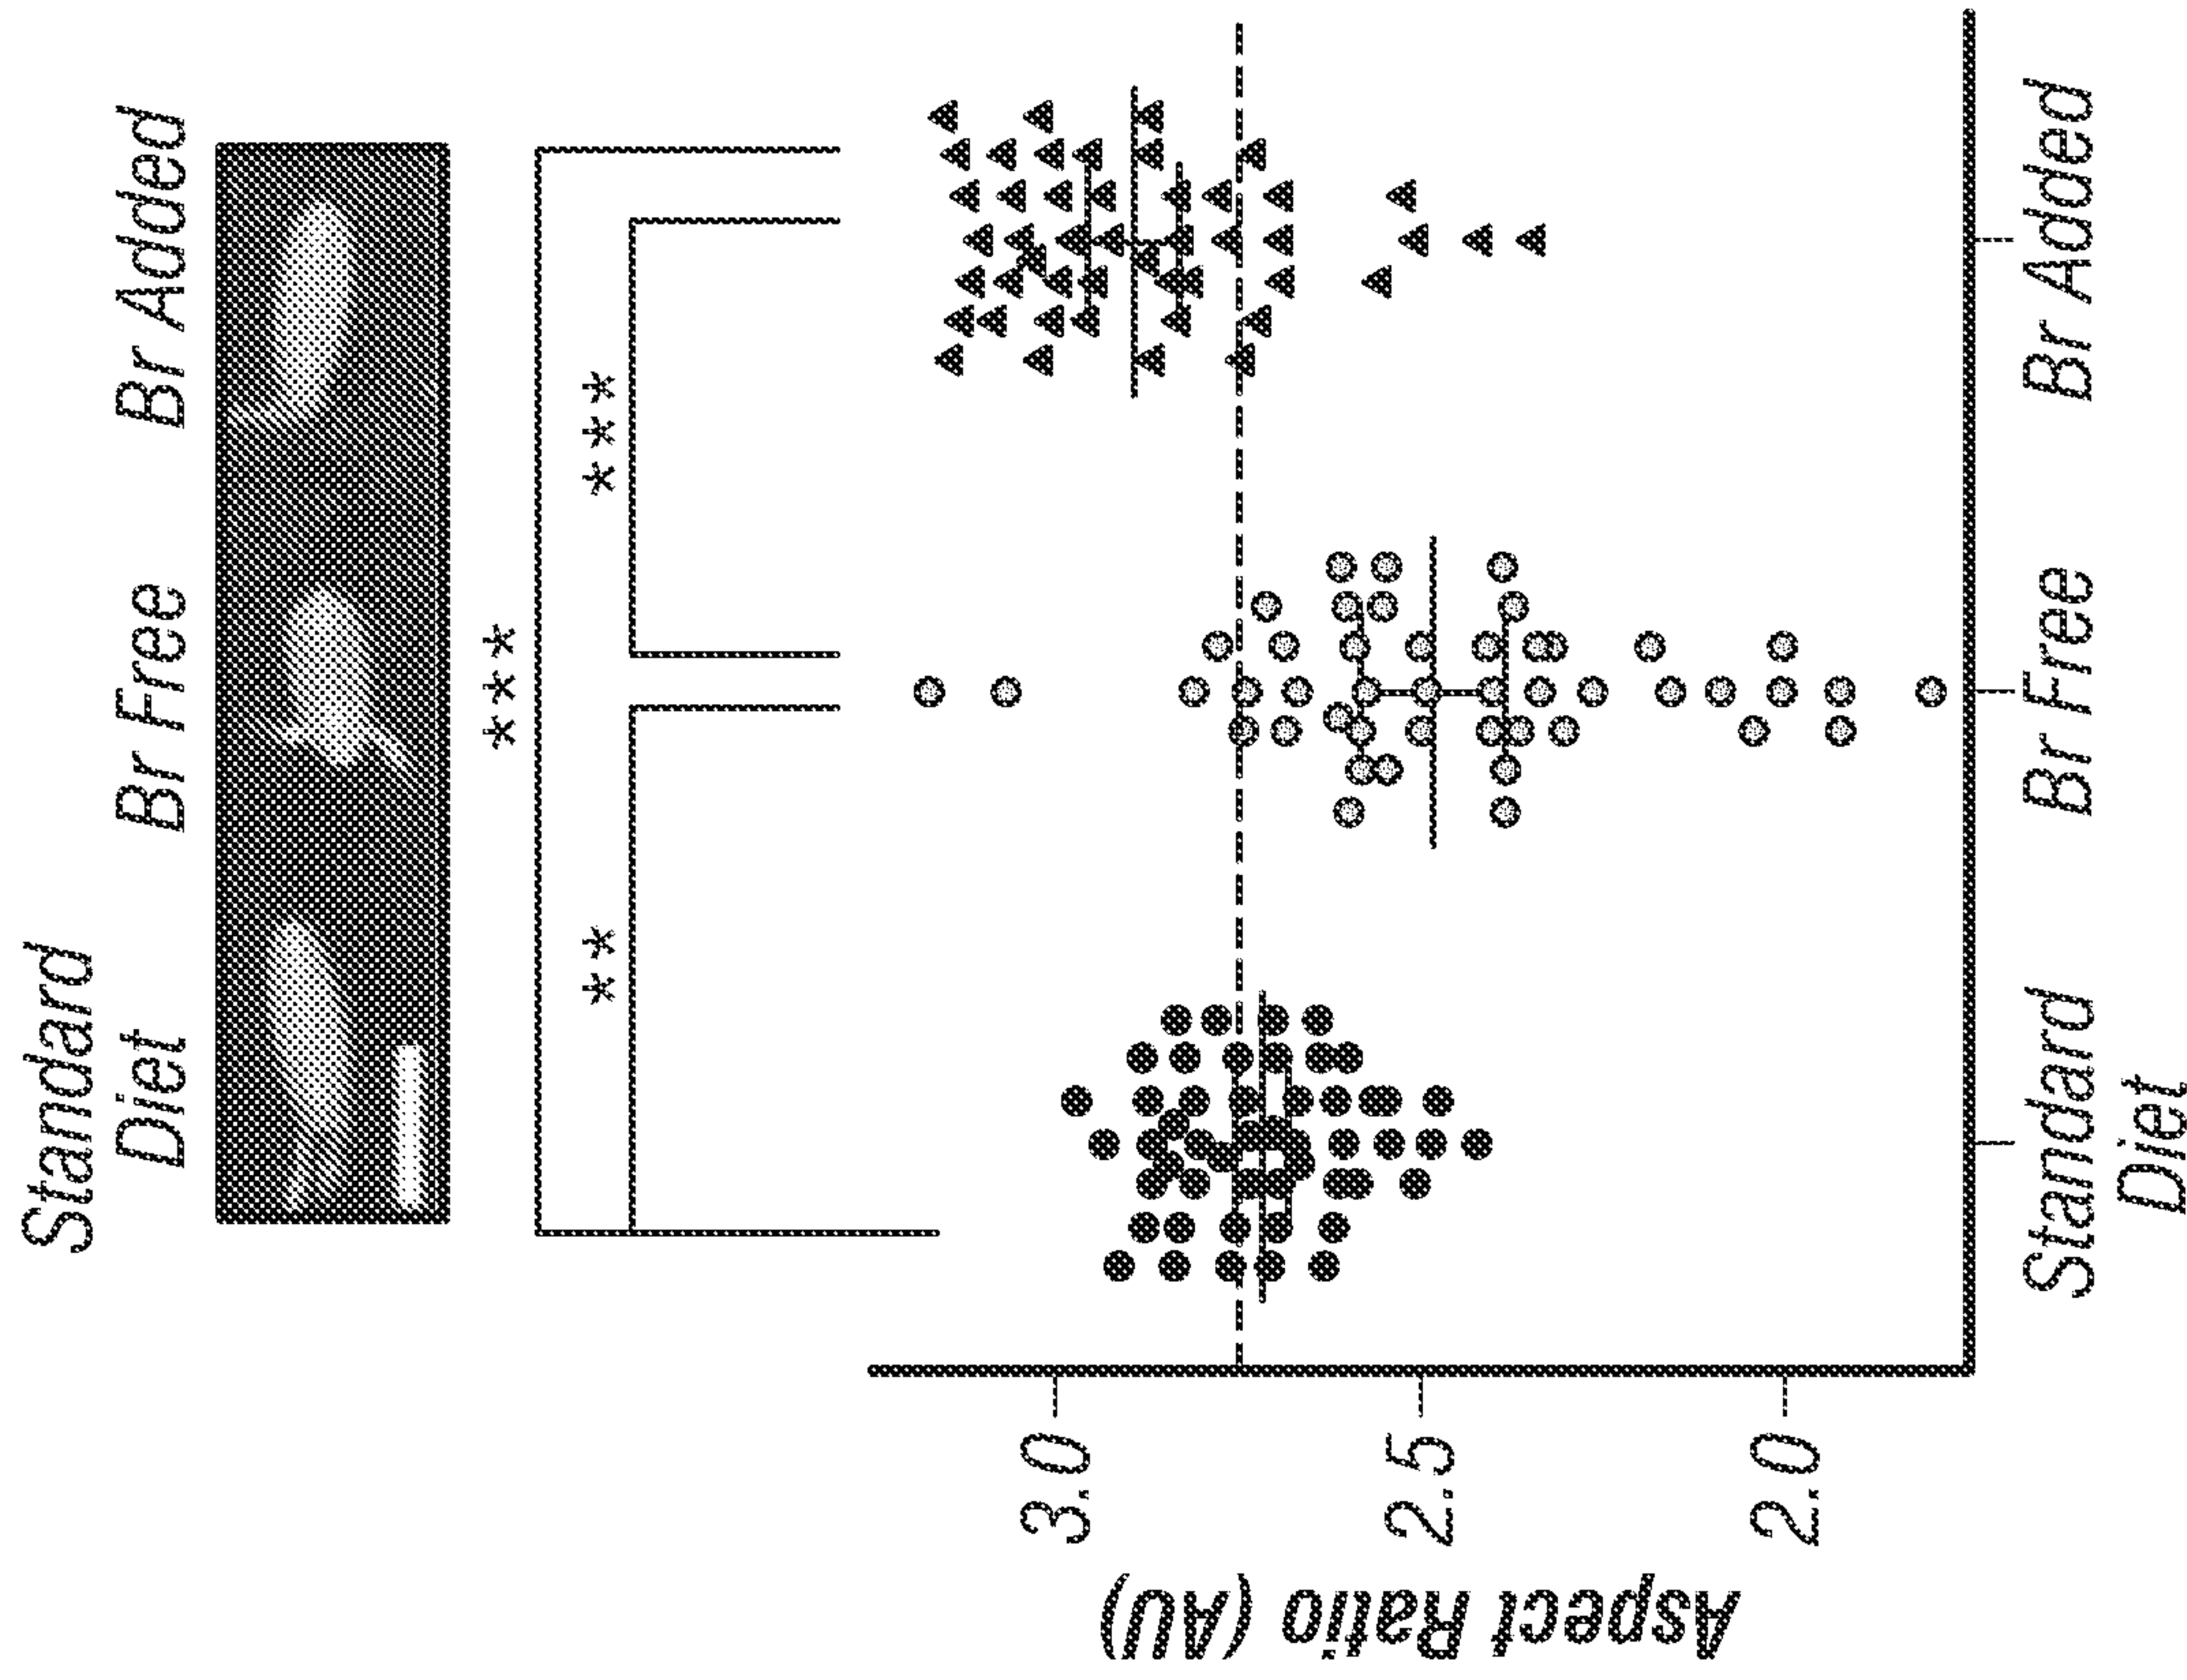 Standard
Diet
Br Free
Br Added
***
**
***
Aspect Ratio (AU)
3.0
2.5
2.0
Standard
Diet
Br Free
Br Added